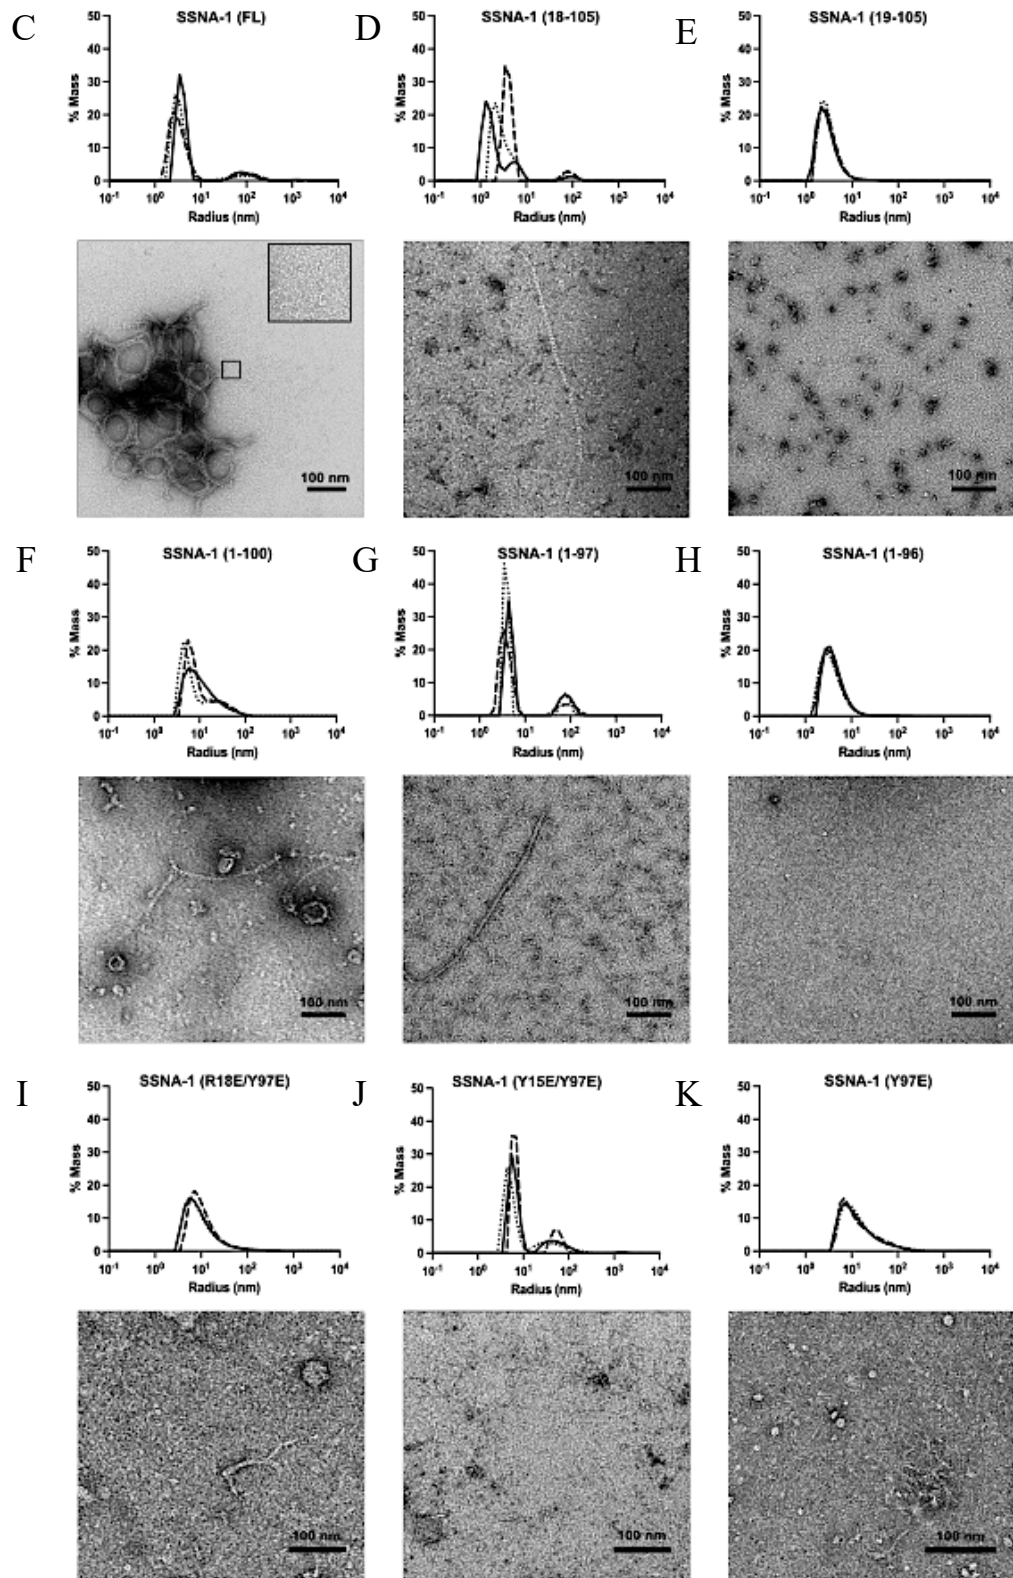 C SSNA-1 (FL) D SSNA-1 (18-105) E SSNA-1 (19-105)
50 50 50
40 40 40
30 30 30
20 20 20
10 10 10
0 0 0
% Mass % Mass % Mass
10-1 100 101 102 103 104 10-1 100 101 102 103 104 10-1 100 101 102 103 104
Radius (nm) Radius (nm) Radius (nm)
100 nm 100 nm 100 nm
F SSNA-1 (1-100) G SSNA-1 (1-97) H SSNA-1 (1-96)
50 50 50
40 40 40
30 30 30
20 20 20
10 10 10
0 0 0
% Mass % Mass % Mass
10-1 100 101 102 103 104 10-1 100 101 102 103 104 10-1 100 101 102 103 104
Radius (nm) Radius (nm) Radius (nm)
100 nm 100 nm 100 nm
I SSNA-1 (R18E/Y97E) J SSNA-1 (Y15E/Y97E) K SSNA-1 (Y97E)
50 50 50
40 40 40
30 30 30
20 20 20
10 10 10
0 0 0
% Mass % Mass % Mass
10-1 100 101 102 103 104 10-1 100 101 102 103 104 10-1 100 101 102 103 104
Radius (nm) Radius (nm) Radius (nm)
100 nm 100 nm 100 nm